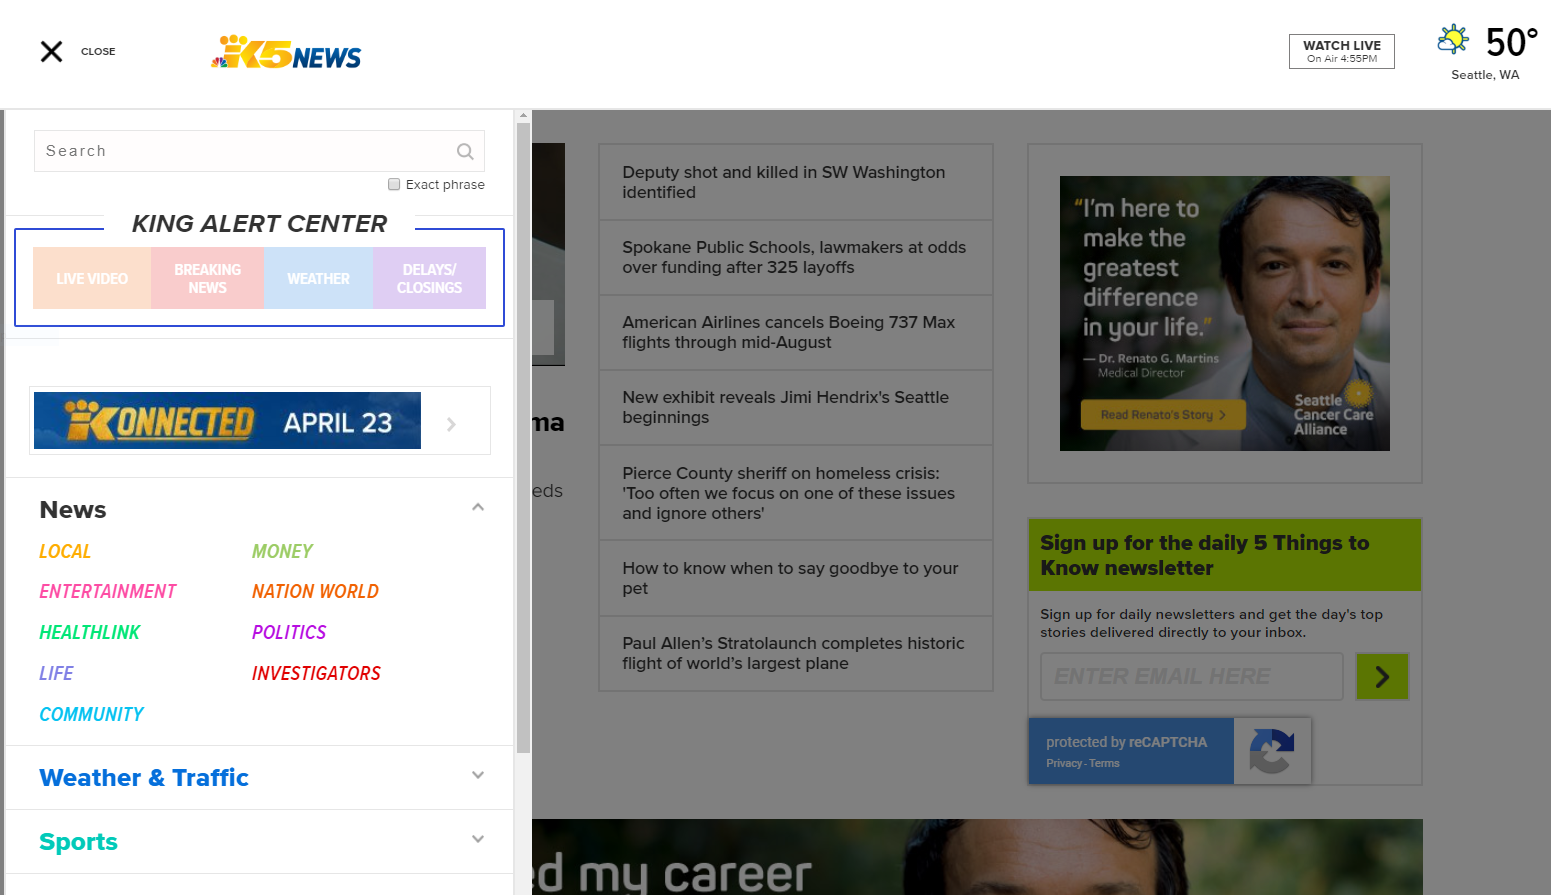 CLOSE
K5 NEWS
WATCH LIVE
On Air 4:55PM
50°
Seattle, WA
Search
Exact phrase
KING ALERT CENTER
LIVE VIDEO
BREAKING
NEWS
WEATHER
DELAYS/
CLOSINGS
KONNECTED APRIL 23
News
LOCAL
MONEY
ENTERTAINMENT
NATION WORLD
HEALTHLINK
POLITICS
LIFE
INVESTIGATORS
COMMUNITY
Weather & Traffic
Sports
ma
eds
Deputy shot and killed in SW Washington
identified
Spokane Public Schools, lawmakers at odds
over funding after 325 layoffs
American Airlines cancels Boeing 737 Max
flights through mid-August
New exhibit reveals Jimi Hendrix's Seattle
beginnings
Pierce County sheriff on homeless crisis:
'Too often we focus on one of these issues
and ignore others'
How to know when to say goodbye to your
pet
Paul Allen’s Stratolaunch completes historic
flight of world’s largest plane
“I’m here to
make the
greatest
difference
in your life.”
— Dr. Renato G. Martins
Medical Director
Read Renato's Story >
Seattle
Cancer Care
Alliance
Sign up for the daily 5 Things to
Know newsletter
Sign up for daily newsletters and get the day's top
stories delivered directly to your inbox.
ENTER EMAIL HERE
protected by reCAPTCHA
Privacy - Terms
ed my career